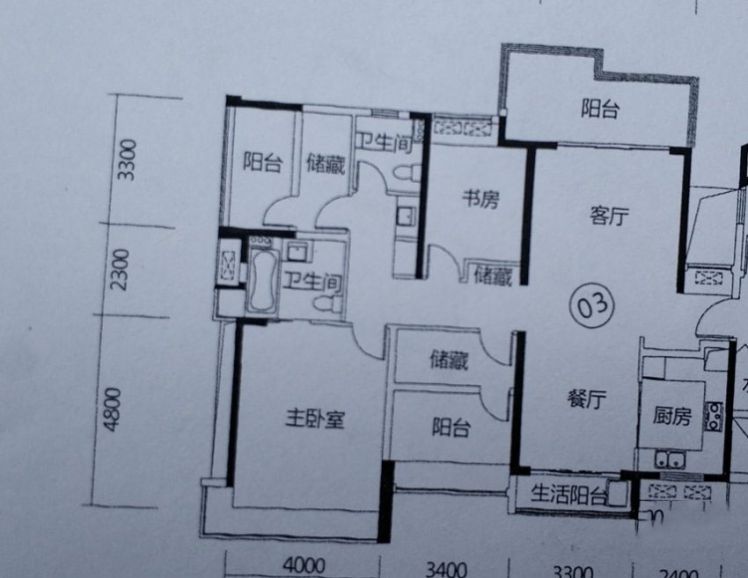 阳台
3300
卫生间
阳台
储藏
书房
客厅
2300
卫生间
储藏
03
4800
储藏
主卧室
餐厅
厨房
阳台
生活阳台
4000
3400
3300
2400